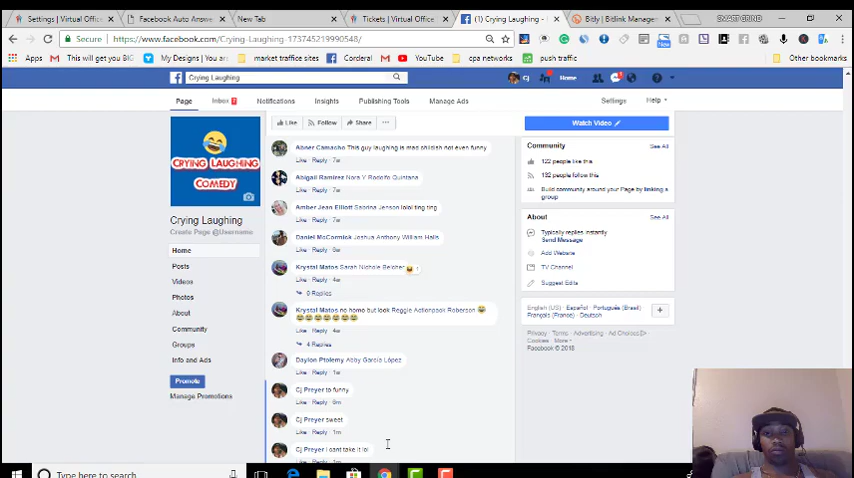 Settings | Virtual Office
Facebook Auto Answe
New Tab
Tickets | Virtual Office
(1) Crying Laughing -
Bitly | Bitlink Manager
SMART GRIND
Secure
https://www.facebook.com/Crying-Laughing-173745219990548/
Apps
This will get you BIG
My Designs | You An
market traffice sites
Corderal
YouTube
cpa networks
push traffic
Other bookmarks
Crying Laughing
Cj
Home
Page
Inbox 7
Notifications
Insights
Publishing Tools
Manage Ads
Settings
Help
Like
Follow
Share
Watch Video
CRYING LAUGHING
COMEDY
Crying Laughing
Create Page @Username
Home
Posts
Videos
Photos
About
Community
Groups
Info and Ads
Promote
Manage Promotions
Abner Camacho This guy laughing is mad childish not even funny
Like · Reply · 7w
Abigail Ramirez Nora Y Rodolfo Quintana
Like · Reply · 7w
Amber Jean Elliott Sabrina Jenson lolol ting ting
Like · Reply · 7w
Daniel McCormick Joshua Anthony William Halls
Like · Reply · 6w
Krystal Matos Sarah Nichole Belcher
1
Like · Reply · 4w
Replies
Krystal Matos no homo but look Reggie Actionpack Roberson
Like · Reply · 4w
4 Replies
Daylon Ptolemy Abby García López
Like · Reply · 1w
Cj Preyer to funny
Like · Reply
Cj Preyer sweet
Like · Reply · 1m
Cj Preyer I cant take it lol
Community
See All
122 people like this
132 people follow this
Build community around your Page by linking a
group
About
See All
Typically replies instantly
Send Message
Add Website
TV Channel
Suggest Edits
English (US) · Español · Português (Brasil) ·
Français (France) · Deutsch
Privacy · Terms · Advertising · Ad Choices ·
Cookies · More
Facebook © 2018
Type here to search